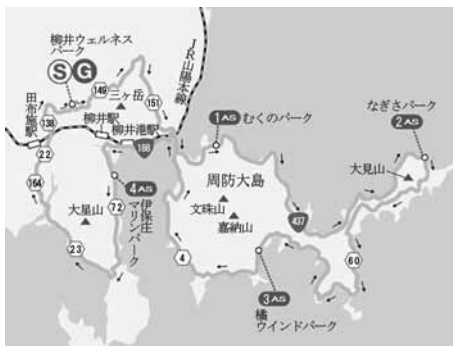 柳井ウェルネス
パーク
S G
JR山陽本線
149
三ヶ岳
151
田布施駅
138
柳井駅
柳井港駅
188
22
164
4AS
伊保庄
マリンパーク
大星山
72
23
1AS むくのパーク
なぎさパーク
2AS
大見山
周防大島
文珠山
嘉納山
437
4
60
3AS
橘
ウインドパーク